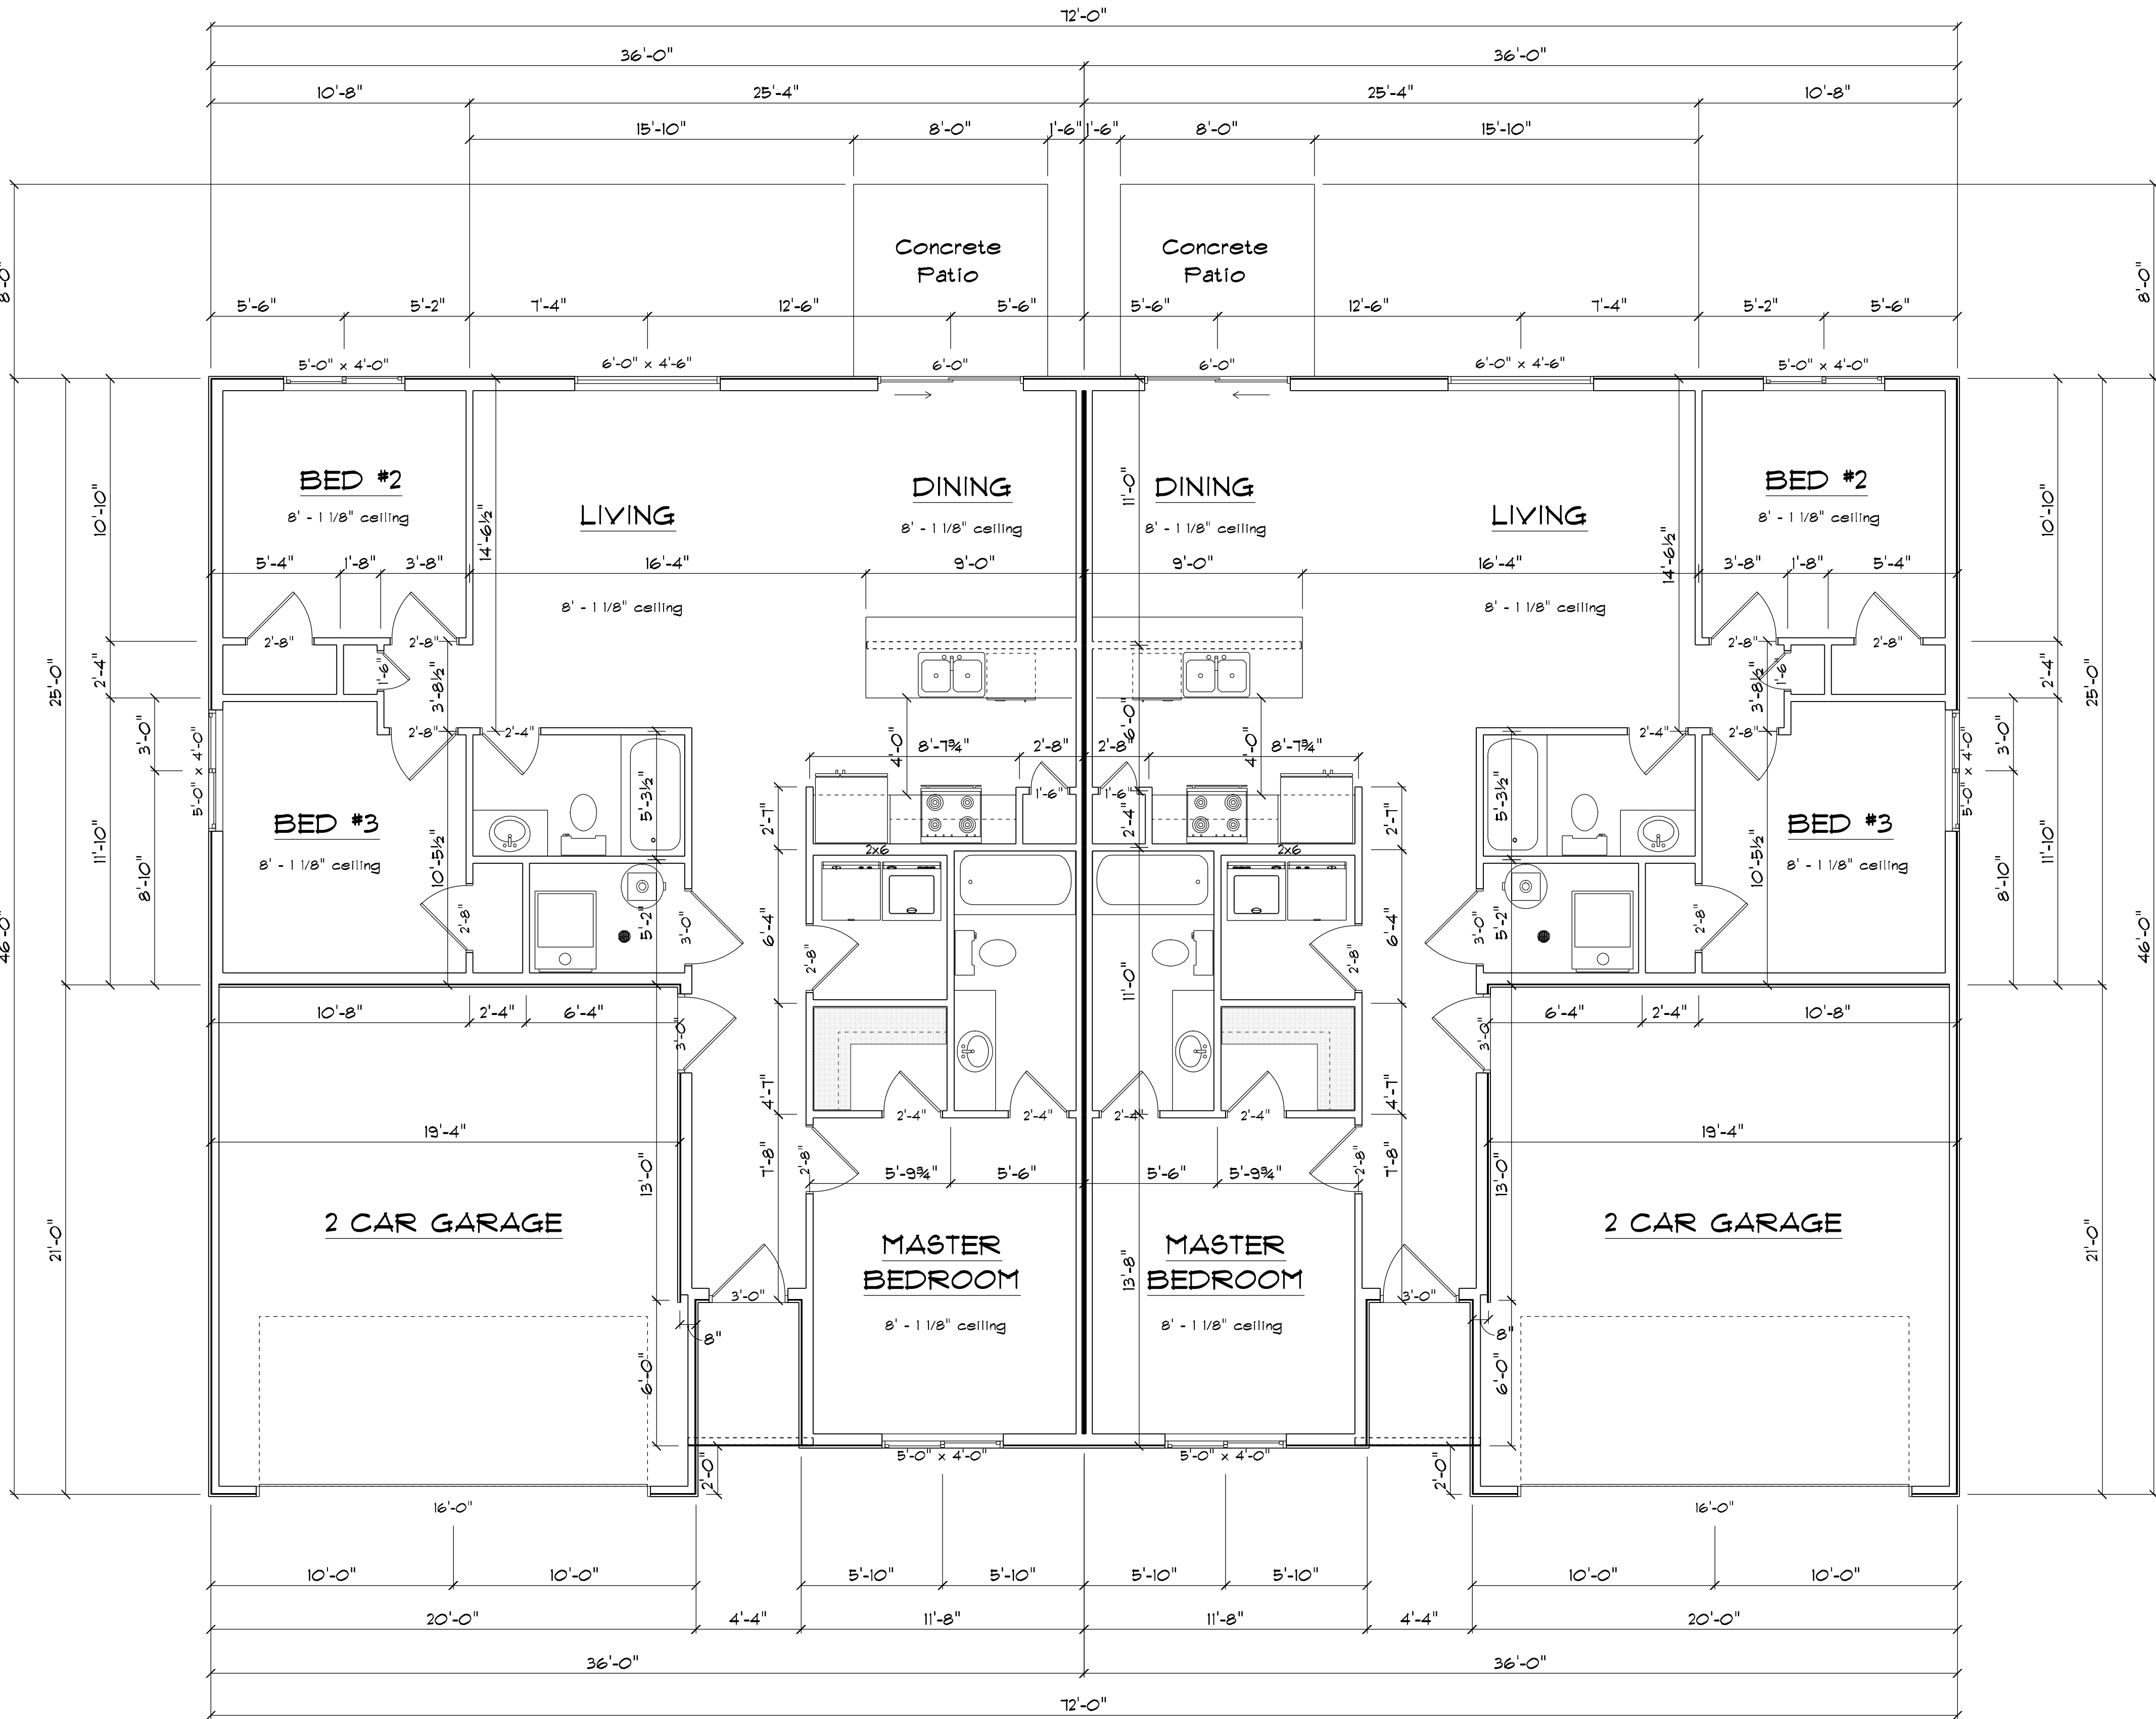 72'-0"
36'-0" 36'-0"
10'-8" 25'-4" 25'-4" 10'-8"
15'-10" 8'-0" 1'-6" 1'-6" 8'-0" 15'-10"
Concrete Concrete
Patio Patio
8'-0" 8'-0"
5'-6" 5'-2" 7'-4" 12'-6" 5'-6" 5'-6" 12'-6" 7'-4" 5'-2" 5'-6"
5'-0" x 4'-0" 6'-0" x 4'-6" 6'-0" 6'-0" 6'-0" x 4'-6" 5'-0" x 4'-0"
BED #2 DINING DINING BED #2
8' - 1 1/8" ceiling LIVING 8' - 1 1/8" ceiling 11'-0" 8' - 1 1/8" ceiling LIVING 8' - 1 1/8" ceiling
10'-10" 14'-6½" 14'-6½" 10'-10"
5'-4" 1'-8" 3'-8" 16'-4" 9'-0" 9'-0" 16'-4" 3'-8" 1'-8" 5'-4"
8' - 1 1/8" ceiling 8' - 1 1/8" ceiling
2'-8" 2'-8" 2'-8" 2'-8"
25'-0" 2'-4" 1'-6" 3'-8½" 3'-8½" 1'-6" 2'-4" 25'-0"
3'-0" 5'-0" x 4'-0" 2'-8" 2'-4" 4'-0" 6'-0" 4'-0" 2'-4" 2'-8" 5'-0" x 4'-0" 3'-0"
8'-7¾" 2'-8" 2'-8" 8'-7¾"
1'-6" 1'-6"
BED #3 5'-3½" 2'-7" 2'-4" 2'-7" 5'-3½" BED #3
11'-10" 8'-10" 8' - 1 1/8" ceiling 10'-5½" 2x6 2x6 10'-5½" 8' - 1 1/8" ceiling 8'-10" 11'-10"
46'-0" 2'-8" 5'-2" 3'-0" 6'-4" 2'-8" 2'-8" 6'-4" 3'-0" 5'-2" 2'-8" 46'-0"
11'-0"
10'-8" 2'-4" 6'-4" 6'-4" 2'-4" 10'-8"
3'-0" 3'-0"
4'-7" 4'-7"
2'-4" 2'-4" 2'-4" 2'-4"
19'-4" 19'-4"
13'-0" 7'-8" 2'-8" 5'-9¾" 5'-6" 5'-6" 5'-9¾" 2'-8" 7'-8" 13'-0"
21'-0" 2 CAR GARAGE 2 CAR GARAGE 21'-0"
MASTER MASTER
BEDROOM 13'-8" BEDROOM
3'-0" 3'-0"
8' - 1 1/8" ceiling 8' - 1 1/8" ceiling
8" 8"
6'-0" 6'-0"
5'-0" x 4'-0" 5'-0" x 4'-0"
2'-0" 2'-0"
16'-0" 16'-0"
10'-0" 10'-0" 5'-10" 5'-10" 5'-10" 5'-10" 10'-0" 10'-0"
20'-0" 4'-4" 11'-8" 11'-8" 4'-4" 20'-0"
36'-0" 36'-0"
72'-0"